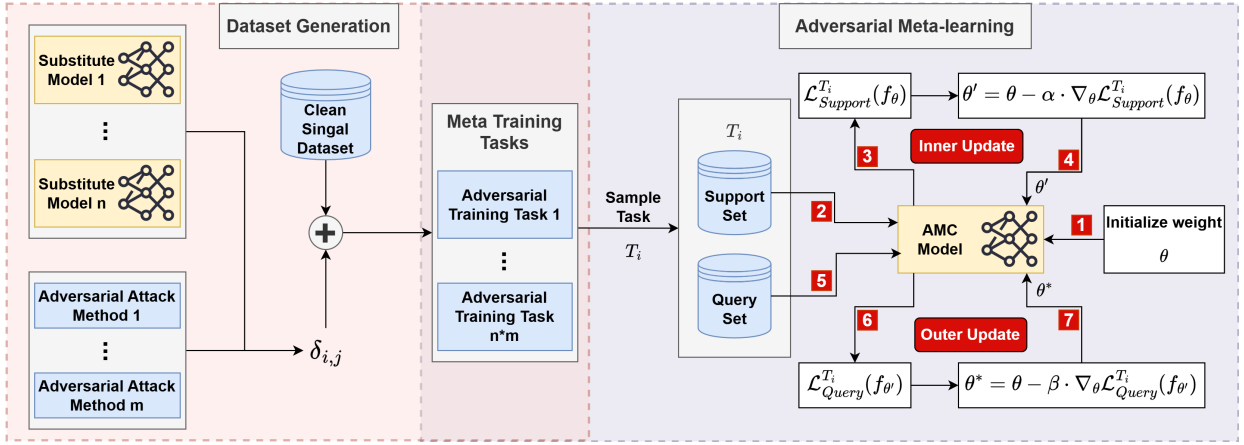 Dataset Generation
Substitute
Model 1
⋮
Substitute
Model n
Adversarial Attack
Method 1
⋮
Adversarial Attack
Method m
Clean
Singal
Dataset
+
δ_{i,j}
Meta Training
Tasks
Adversarial
Training Task 1
⋮
Adversarial
Training Task
n*m
Sample
Task
T_i
Adversarial Meta-learning
T_i
Support
Set
Query
Set
1
2
3
4
5
6
7
L^{T_i}_{Support}(f_θ)
θ′ = θ − α · ∇_θ L^{T_i}_{Support}(f_θ)
Inner Update
θ′
AMC
Model
Initialize weight
θ
θ*
Outer Update
L^{T_i}_{Query}(f_{θ′})
θ* = θ − β · ∇_θ L^{T_i}_{Query}(f_{θ′})